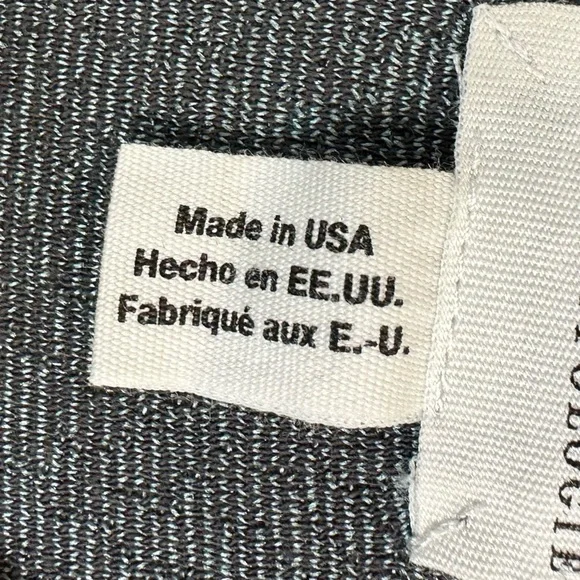 Made in USA
Hecho en EE.UU.
Fabriqué aux E.-U.